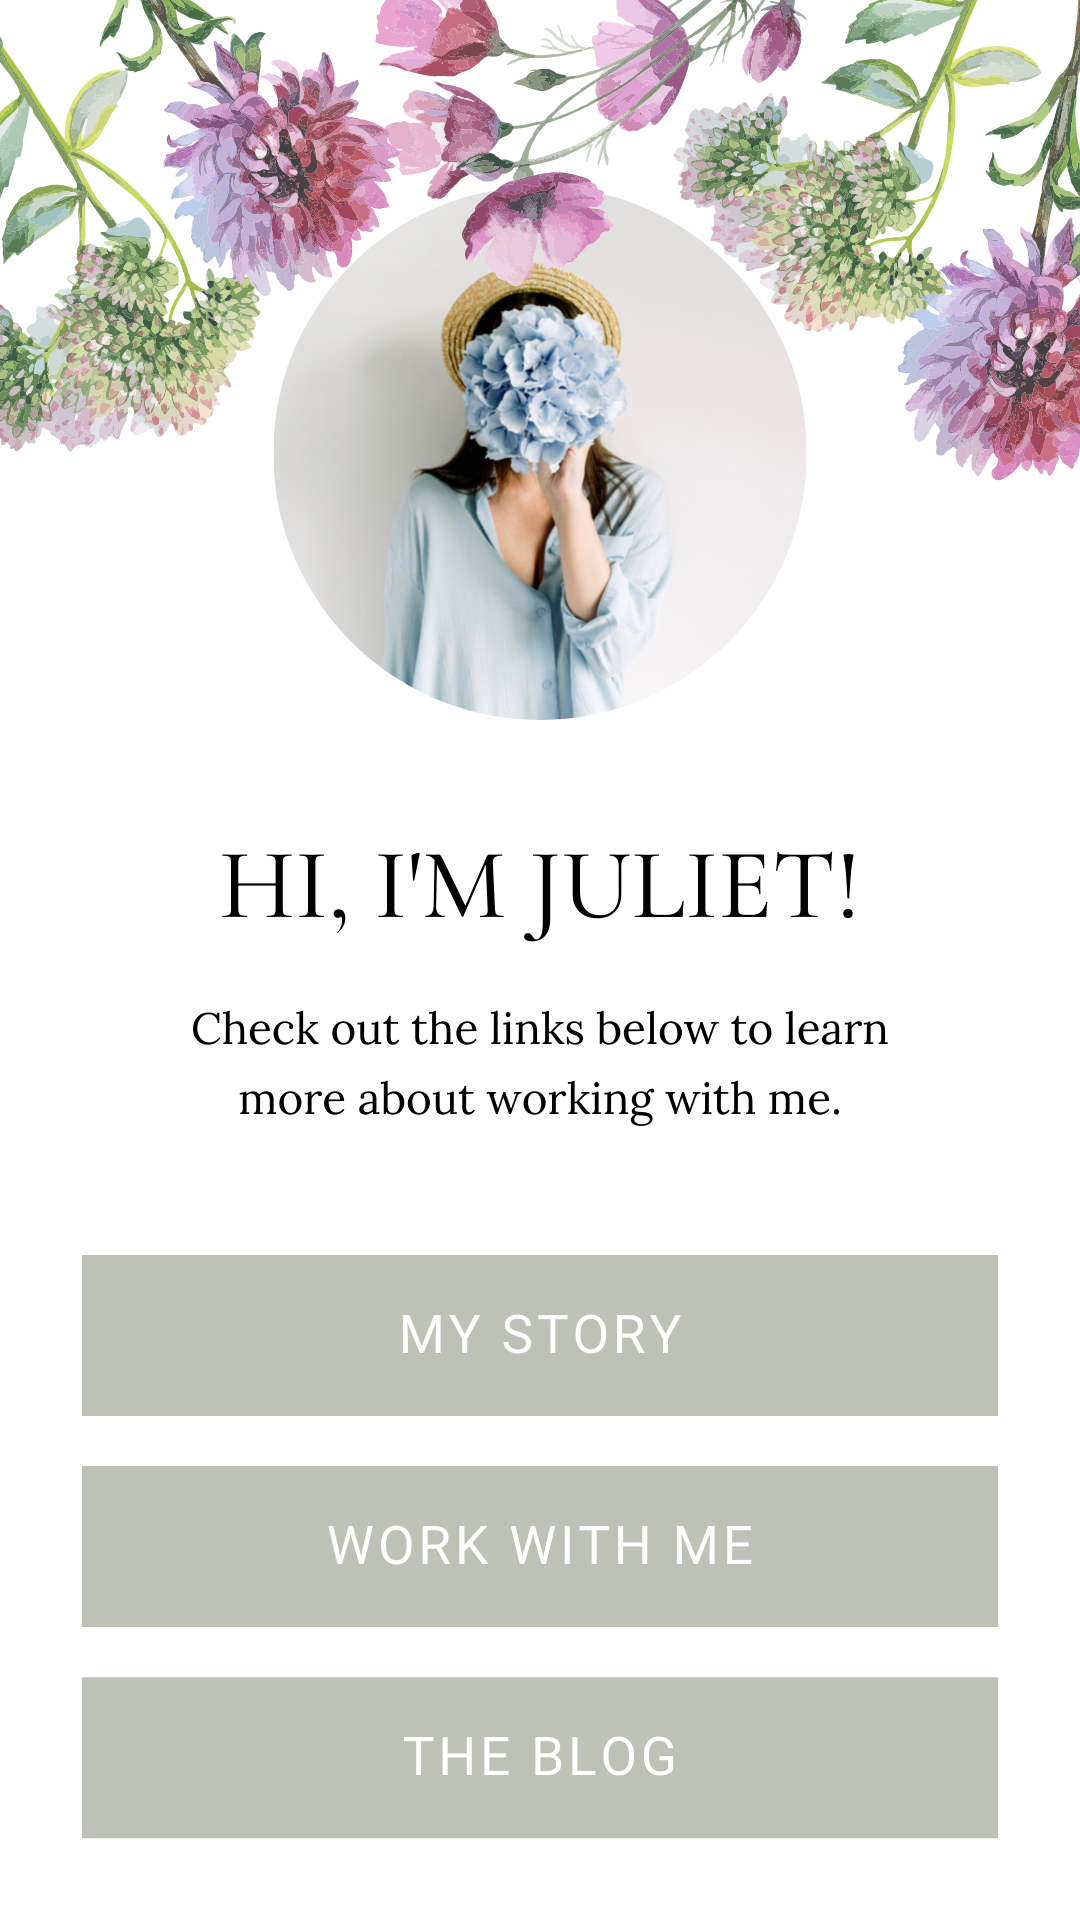 HI, I'M JULIET!
Check out the links below to learn
more about working with me.
MY STORY
WORK WITH ME
THE BLOG